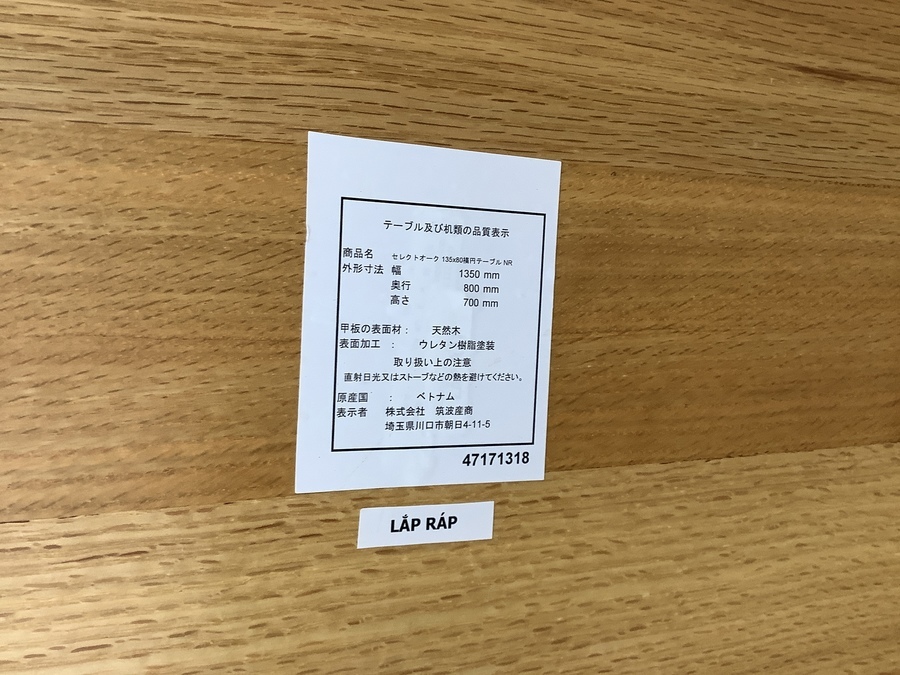 テーブル及び机類の品質表示
商品名 セレクトオーク 135x80楕円テーブル NR
外形寸法 幅 1350 mm
奥行 800 mm
高さ 700 mm
甲板の表面材： 天然木
表面加工 ： ウレタン樹脂塗装
取り扱い上の注意
直射日光又はストーブなどの熱を避けてください。
原産国 ： ベトナム
表示者 株式会社 筑波産商
埼玉県川口市朝日4-11-5
47171318
LẮP RÁP